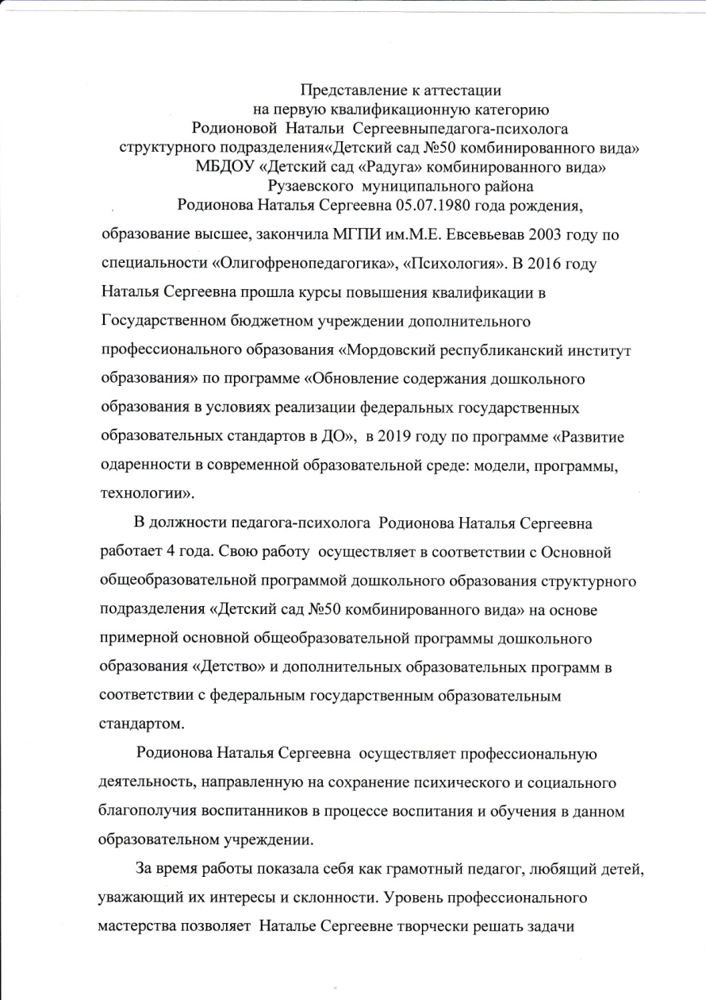 Представление к аттестации
на первую квалификационную категорию
Родионовой Натальи Сергеевныпедагога-психолога
структурного подразделения«Детский сад №50 комбинированного вида»
МБДОУ «Детский сад «Радуга» комбинированного вида»
Рузаевского муниципального района
Родионова Наталья Сергеевна 05.07.1980 года рождения,
образование высшее, закончила МГПИ им.М.Е. Евсевьевав 2003 году по
специальности «Олигофренопедагогика», «Психология». В 2016 году
Наталья Сергеевна прошла курсы повышения квалификации в
Государственном бюджетном учреждении дополнительного
профессионального образования «Мордовский республиканский институт
образования» по программе «Обновление содержания дошкольного
образования в условиях реализации федеральных государственных
образовательных стандартов в ДО», в 2019 году по программе «Развитие
одаренности в современной образовательной среде: модели, программы,
технологии».
В должности педагога-психолога Родионова Наталья Сергеевна
работает 4 года. Свою работу осуществляет в соответствии с Основной
общеобразовательной программой дошкольного образования структурного
подразделения «Детский сад №50 комбинированного вида» на основе
примерной основной общеобразовательной программы дошкольного
образования «Детство» и дополнительных образовательных программ в
соответствии с федеральным государственным образовательным
стандартом.
Родионова Наталья Сергеевна осуществляет профессиональную
деятельность, направленную на сохранение психического и социального
благополучия воспитанников в процессе воспитания и обучения в данном
образовательном учреждении.
За время работы показала себя как грамотный педагог, любящий детей,
уважающий их интересы и склонности. Уровень профессионального
мастерства позволяет Наталье Сергеевне творчески решать задачи